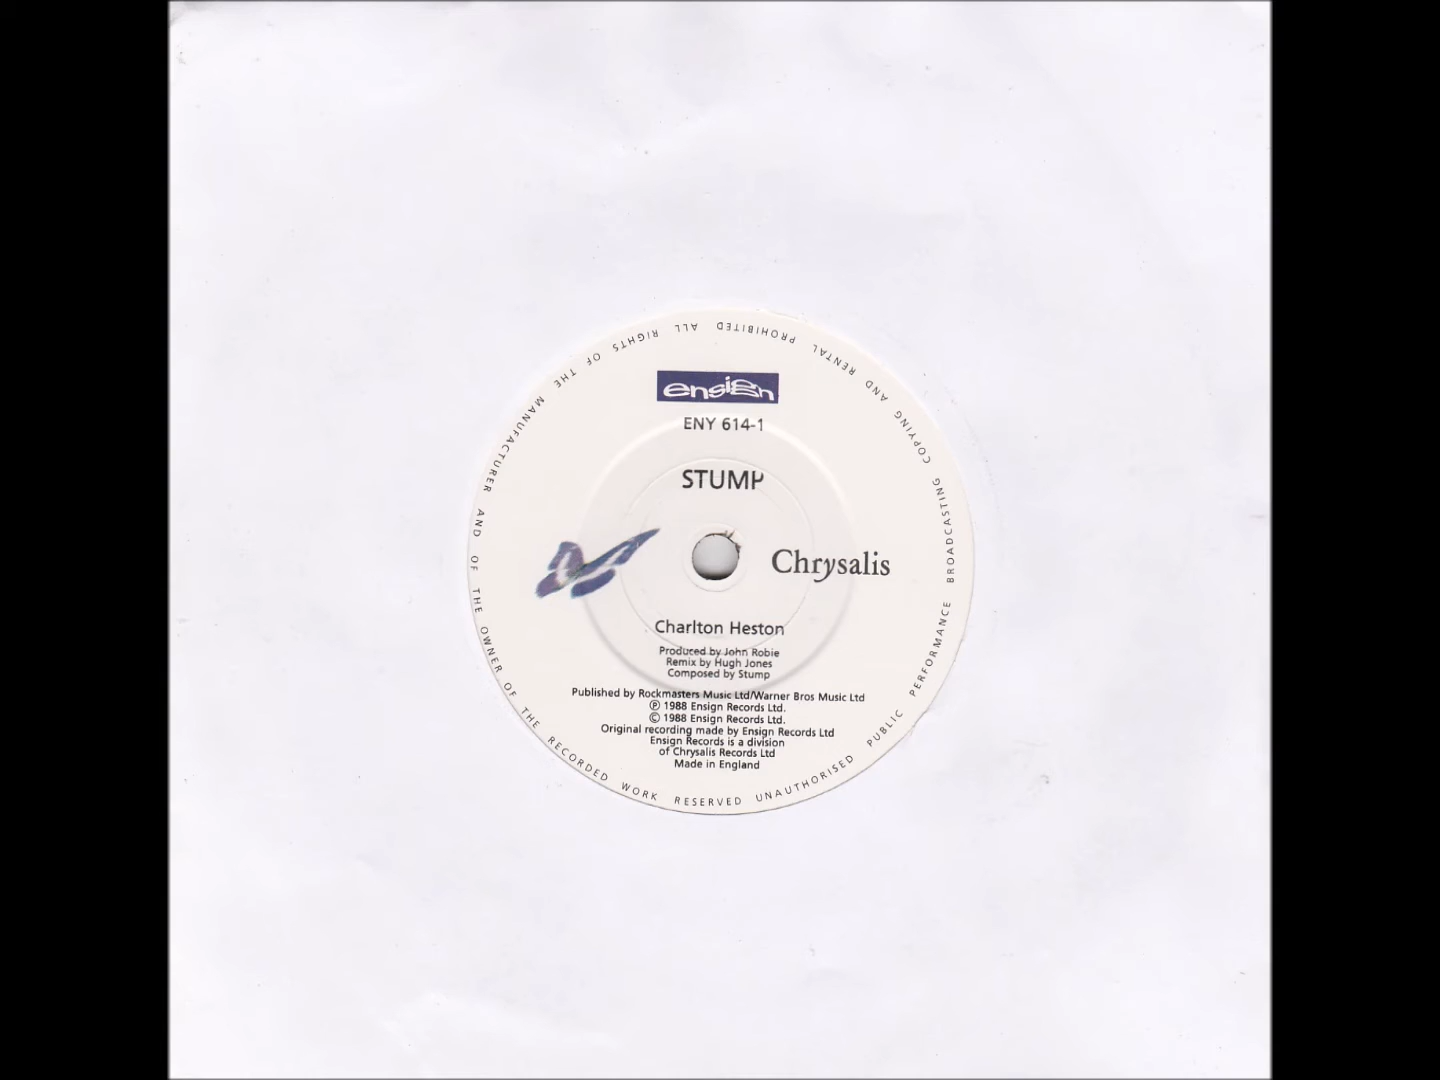 ensign
ENY 614-1
STUMP
Chrysalis
Charlton Heston
Produced by John Robie
Remix by Hugh Jones
Composed by Stump
Published by Rockmasters Music Ltd/Warner Bros Music Ltd
Ⓟ 1988 Ensign Records Ltd.
© 1988 Ensign Records Ltd.
Original recording made by Ensign Records Ltd
Ensign Records is a division
of Chrysalis Records Ltd
Made in England
ALL RIGHTS OF THE MANUFACTURER AND OF THE OWNER OF THE RECORDED WORK RESERVED UNAUTHORISED PUBLIC PERFORMANCE BROADCASTING COPYING AND RENTAL PROHIBITED